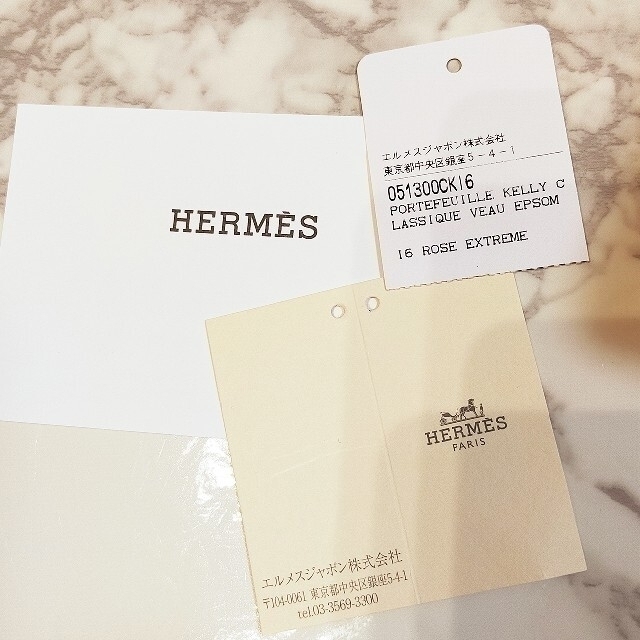 HERMÈS
エルメスジャポン株式会社
東京都中央区銀座5-4-1
051300CK16
PORTEFEUILLE KELLY C
LASSIQUE VEAU EPSOM
16 ROSE EXTREME
HERMÈS
PARIS
エルメスジャポン株式会社
〒104-0061 東京都中央区銀座5-4-1
tel.03-3569-3300